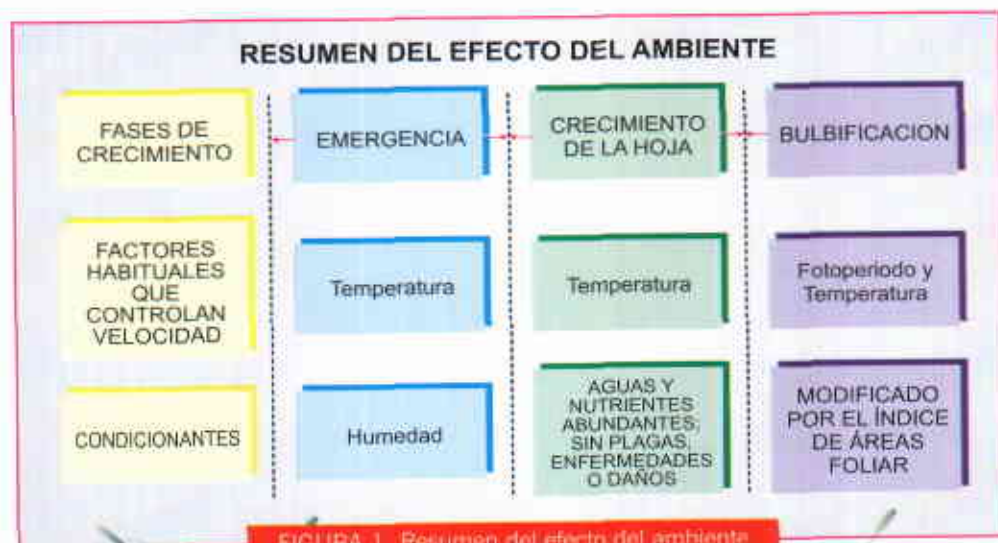 RESUMEN DEL EFECTO DEL AMBIENTE
FASES DE
CRECIMIENTO
EMERGENCIA
CRECIMIENTO
DE LA HOJA
BULBIFICACION
FACTORES
HABITUALES
QUE
CONTROLAN
VELOCIDAD
Temperatura
Temperatura
Fotoperiodo y
Temperatura
CONDICIONANTES
Humedad
AGUAS Y
NUTRIENTES
ABUNDANTES,
SIN PLAGAS,
ENFERMEDADES
O DAÑOS
MODIFICADO
POR EL ÍNDICE
DE ÁREAS
FOLIAR
FIGURA 1. Resumen del efecto del ambiente